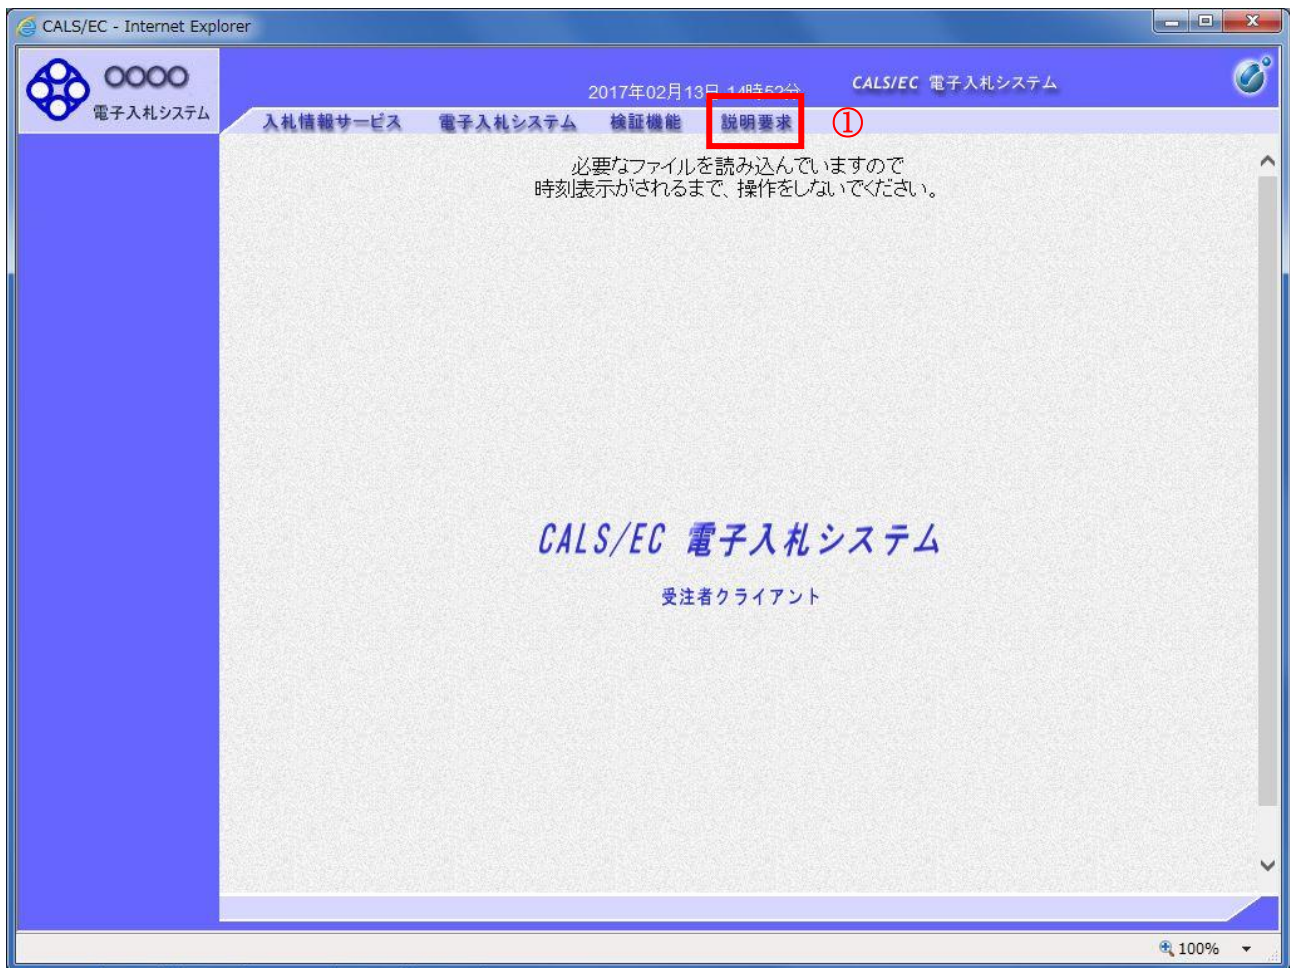 CALS/EC - Internet Explorer
○○○○
電子入札システム
2017年02月13日 14時52分
CALS/EC 電子入札システム
入札情報サービス 電子入札システム 検証機能 説明要求 ①
必要なファイルを読み込んでいますので
時刻表示がされるまで、操作をしないでください。
CALS/EC 電子入札システム
受注者クライアント
100%